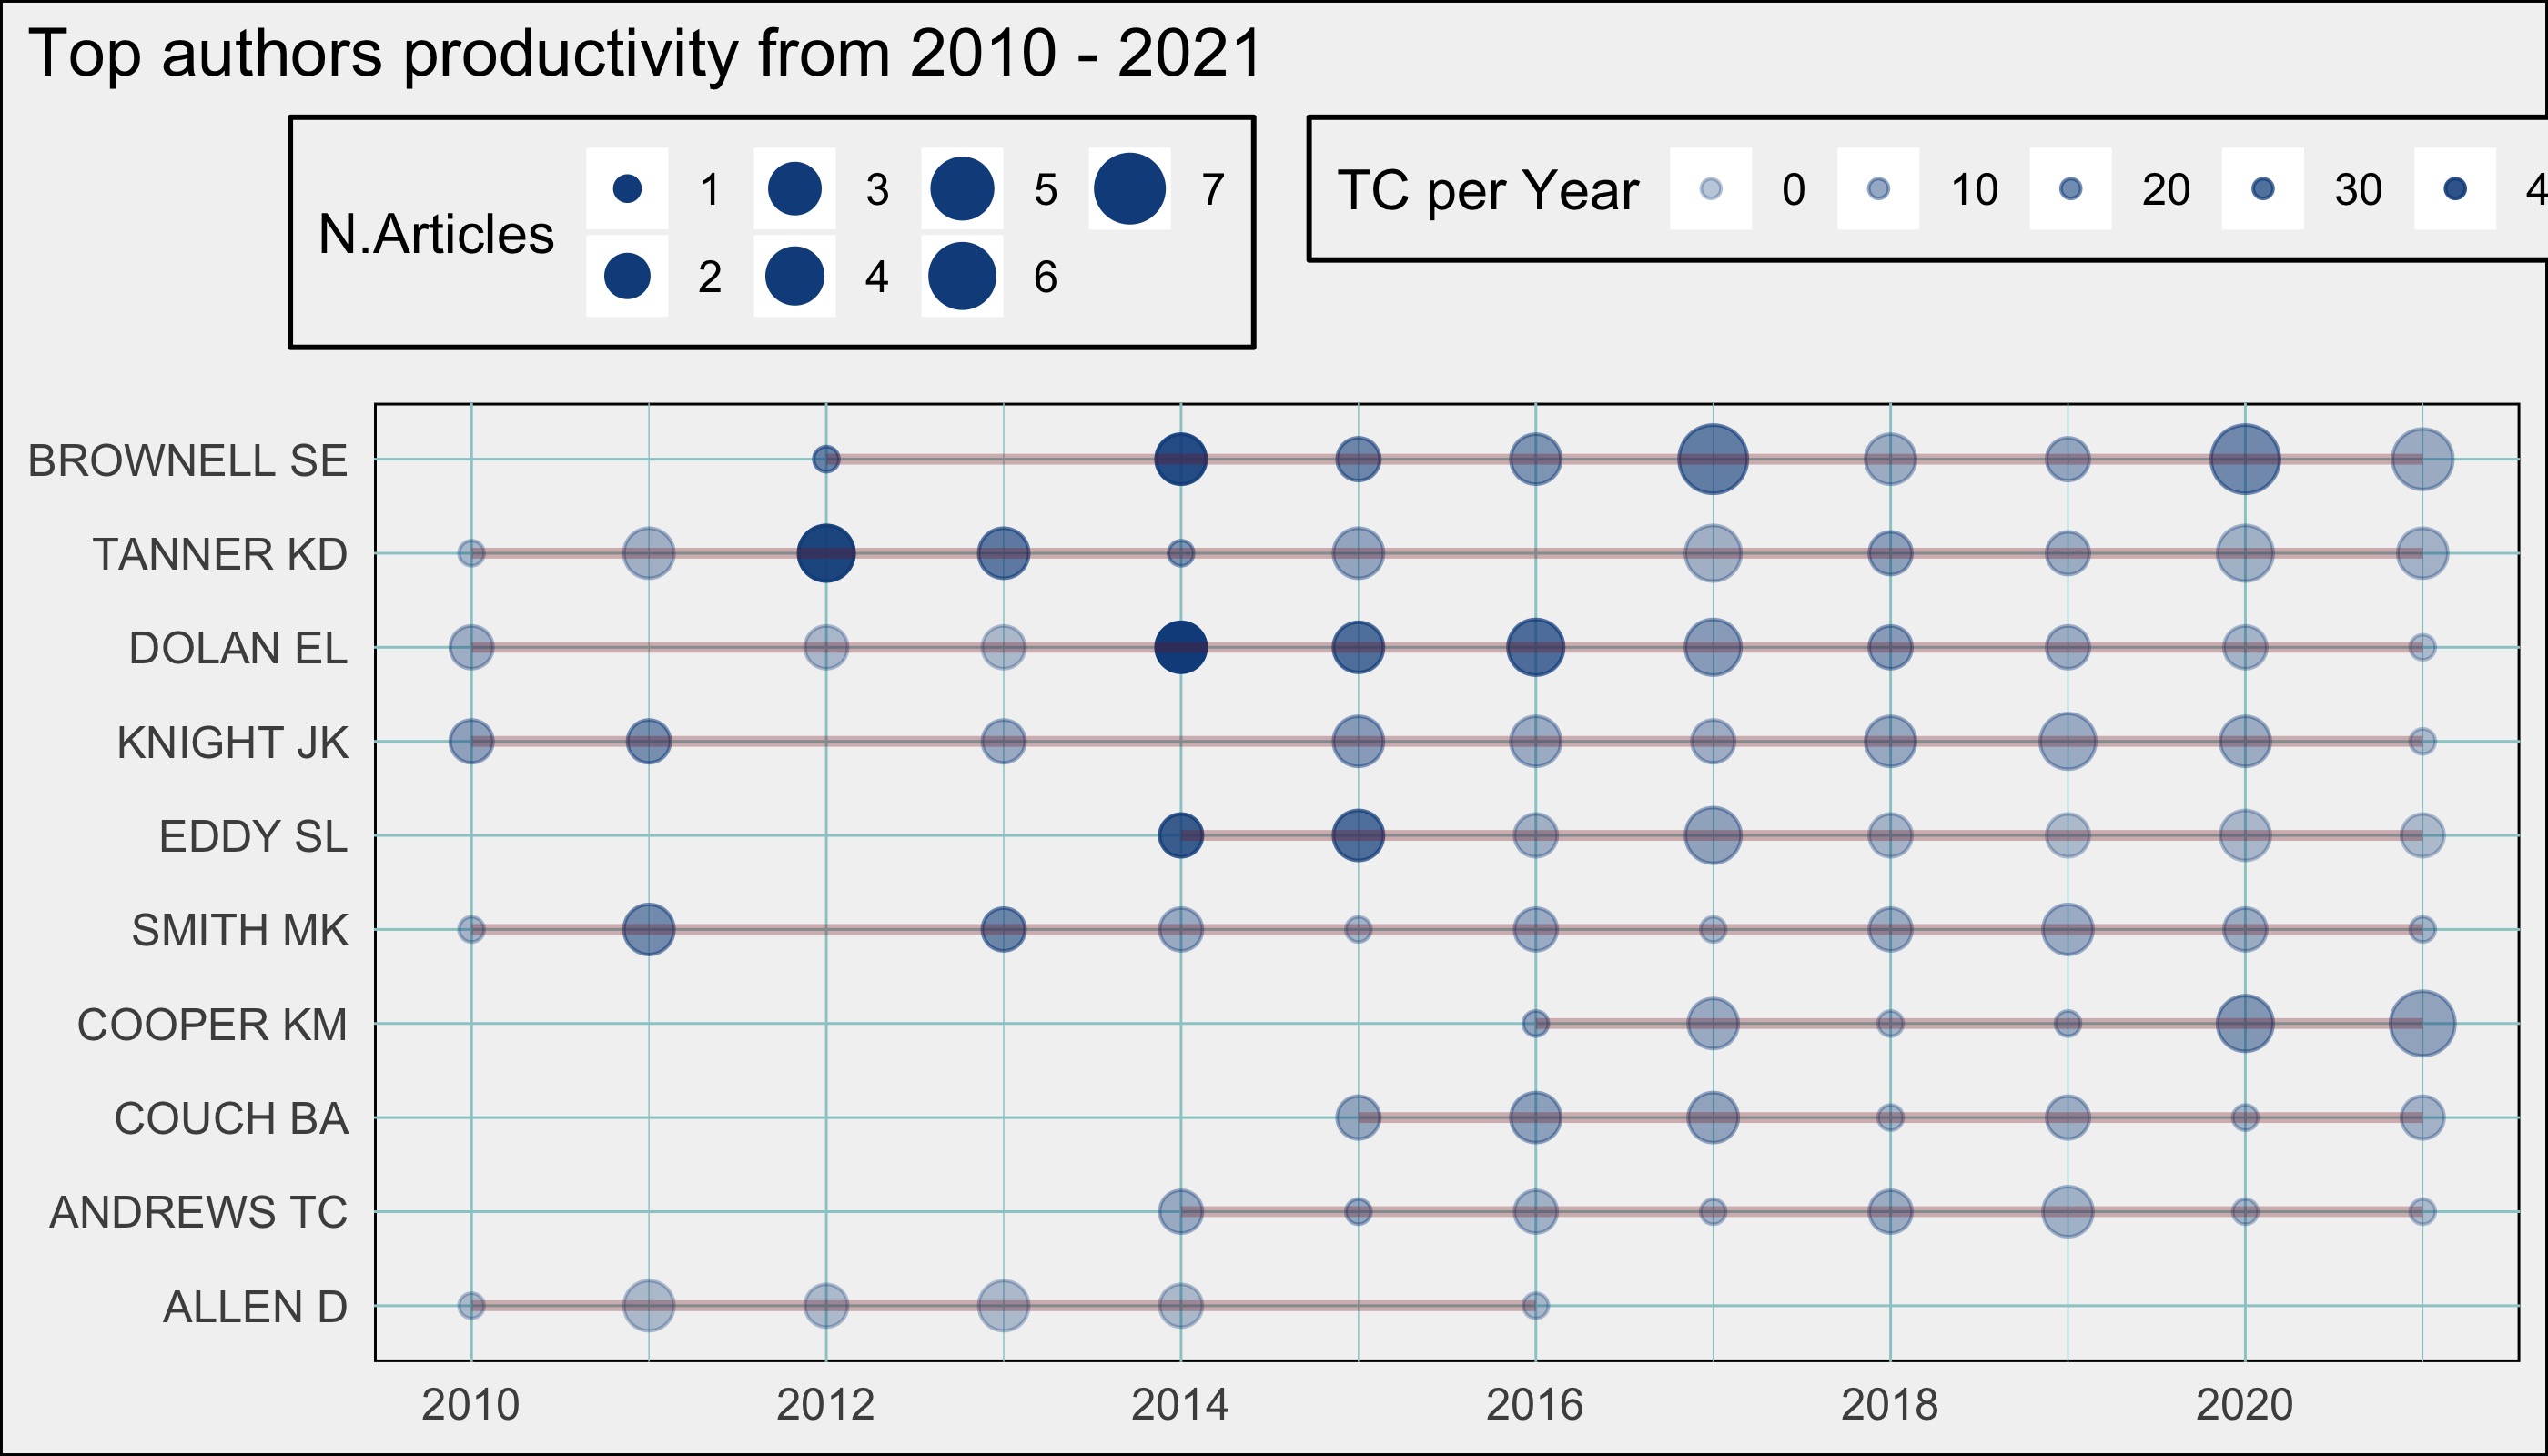 Top authors productivity from 2010 - 2021
N.Articles 1 3 5 7
2 4 6
TC per Year 0 10 20 30 4
BROWNELL SE
TANNER KD
DOLAN EL
KNIGHT JK
EDDY SL
SMITH MK
COOPER KM
COUCH BA
ANDREWS TC
ALLEN D
2010 2012 2014 2016 2018 2020